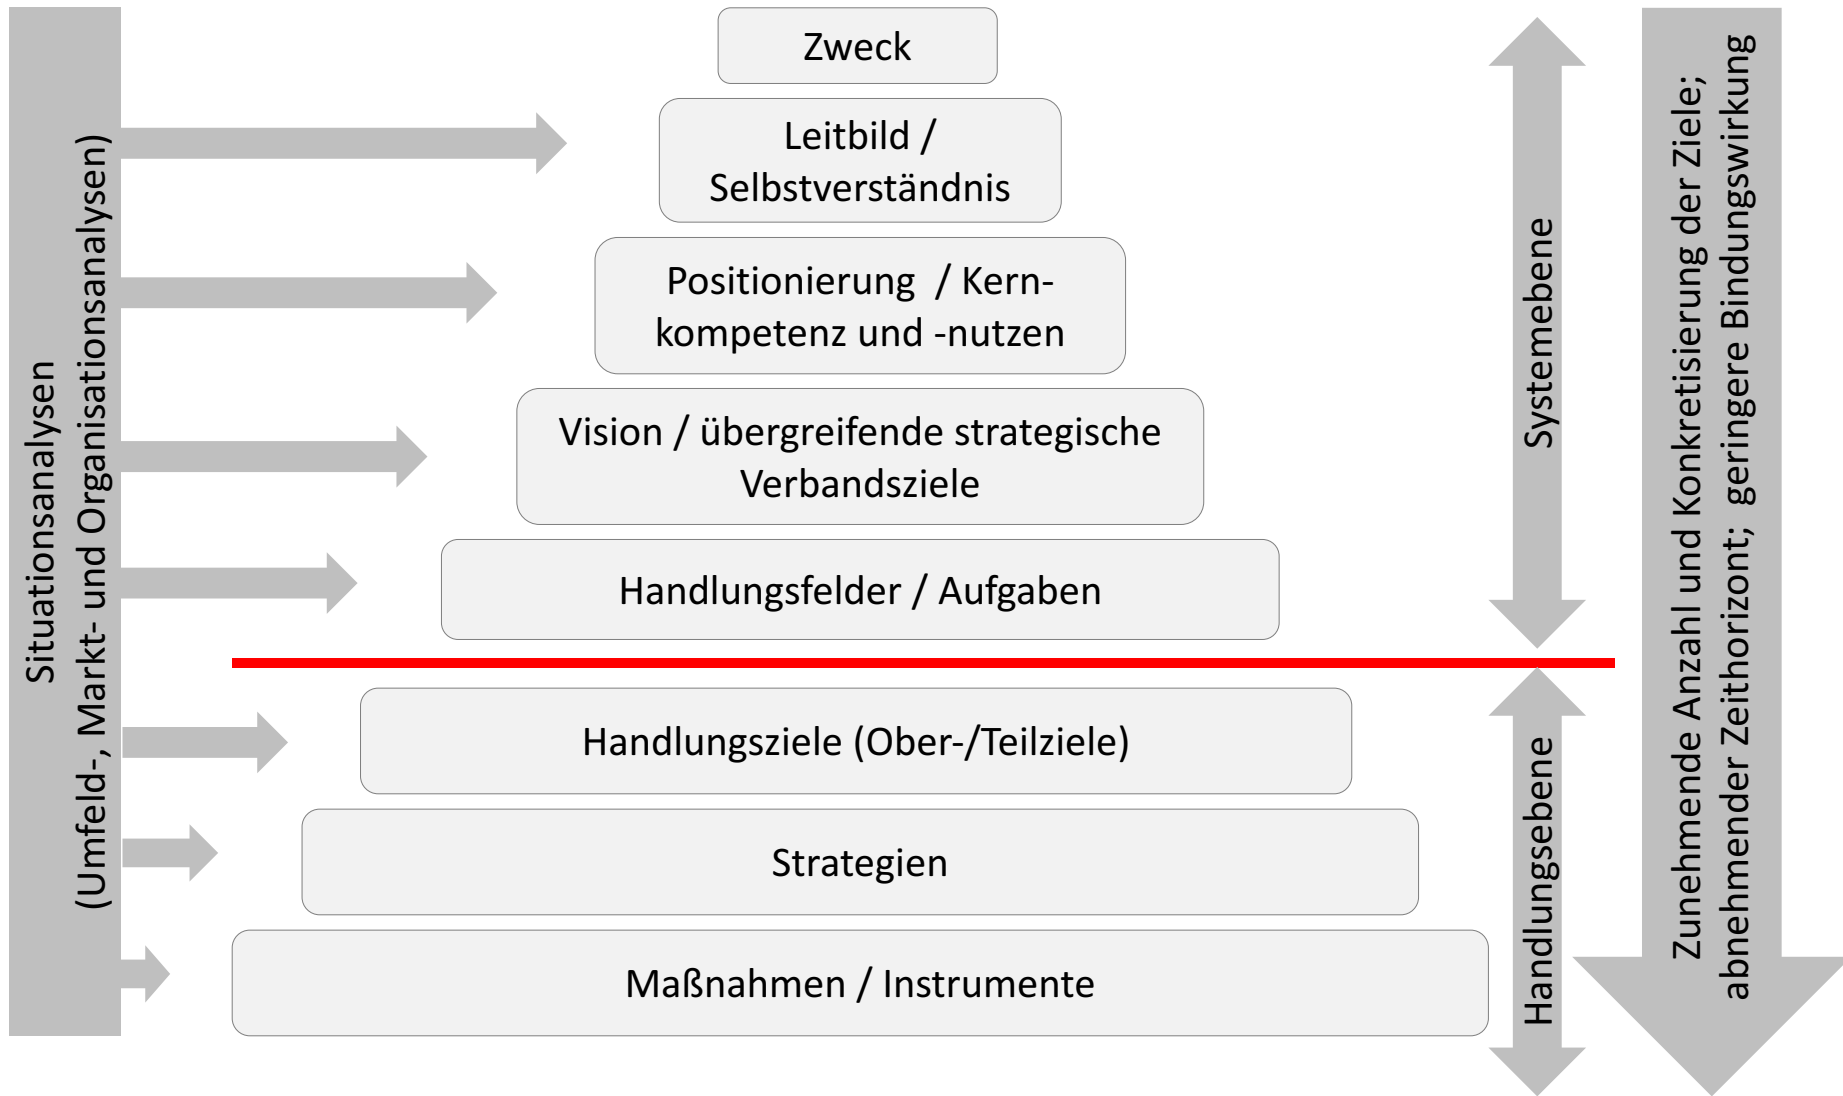 Situationsanalysen
(Umfeld-, Markt- und Organisationsanalysen)
Zweck
Leitbild /
Selbstverständnis
Positionierung / Kern-
kompetenz und -nutzen
Vision / übergreifende strategische
Verbandsziele
Handlungsfelder / Aufgaben
Handlungsziele (Ober-/Teilziele)
Strategien
Maßnahmen / Instrumente
Systemebene
Handlungsebene
Zunehmende Anzahl und Konkretisierung der Ziele;
abnehmender Zeithorizont; geringere Bindungswirkung